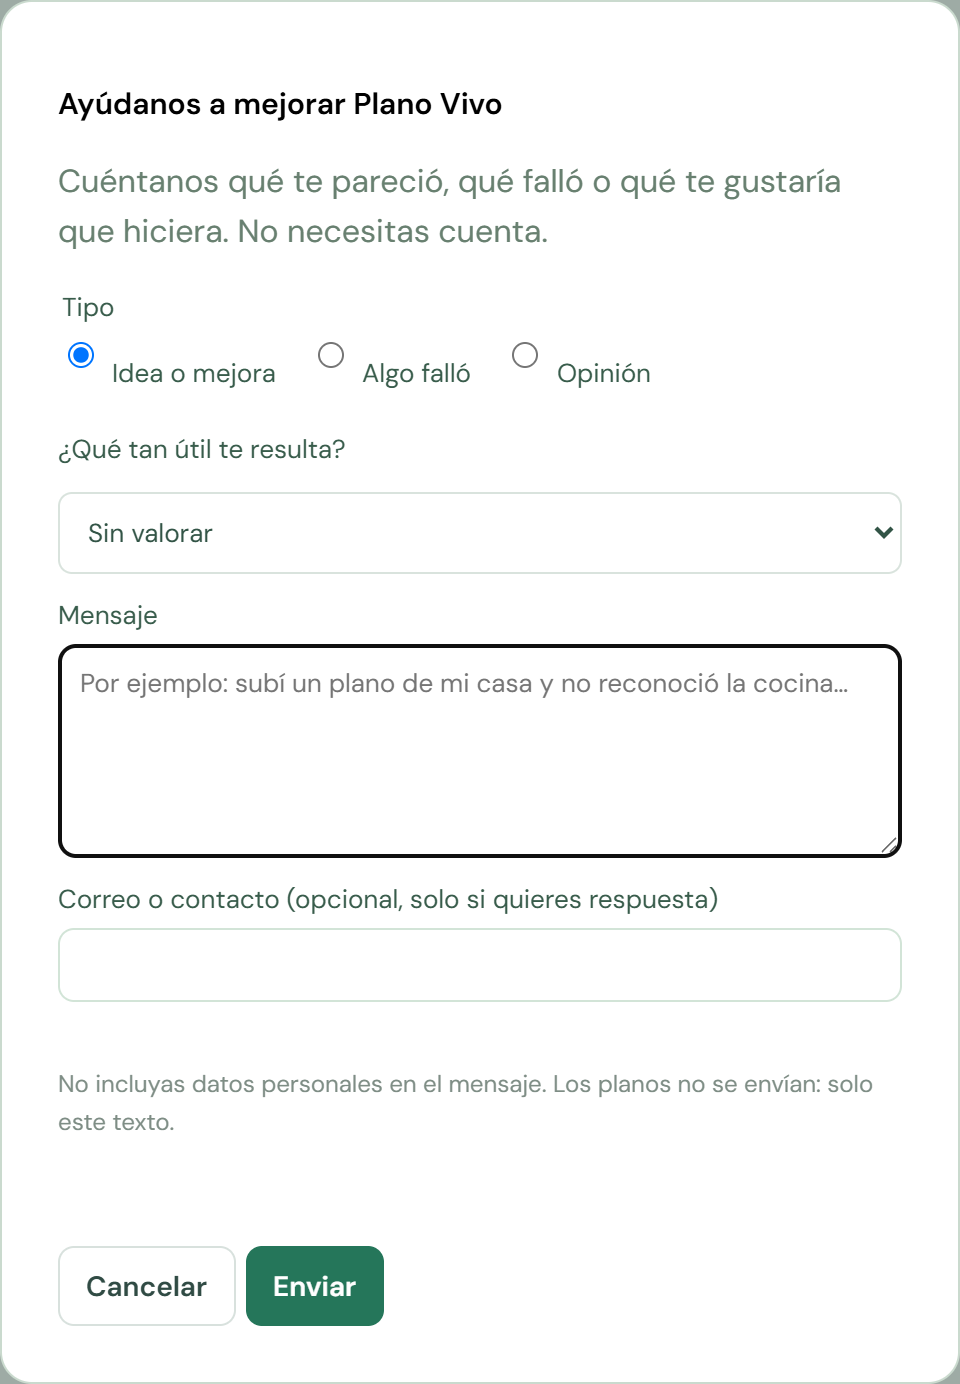 Ayúdanos a mejorar Plano Vivo
Cuéntanos qué te pareció, qué falló o qué te gustaría
que hiciera. No necesitas cuenta.
Tipo
Idea o mejora Algo falló Opinión
¿Qué tan útil te resulta?
Sin valorar
Mensaje
Por ejemplo: subí un plano de mi casa y no reconoció la cocina...
Correo o contacto (opcional, solo si quieres respuesta)
No incluyas datos personales en el mensaje. Los planos no se envían: solo
este texto.
Cancelar Enviar